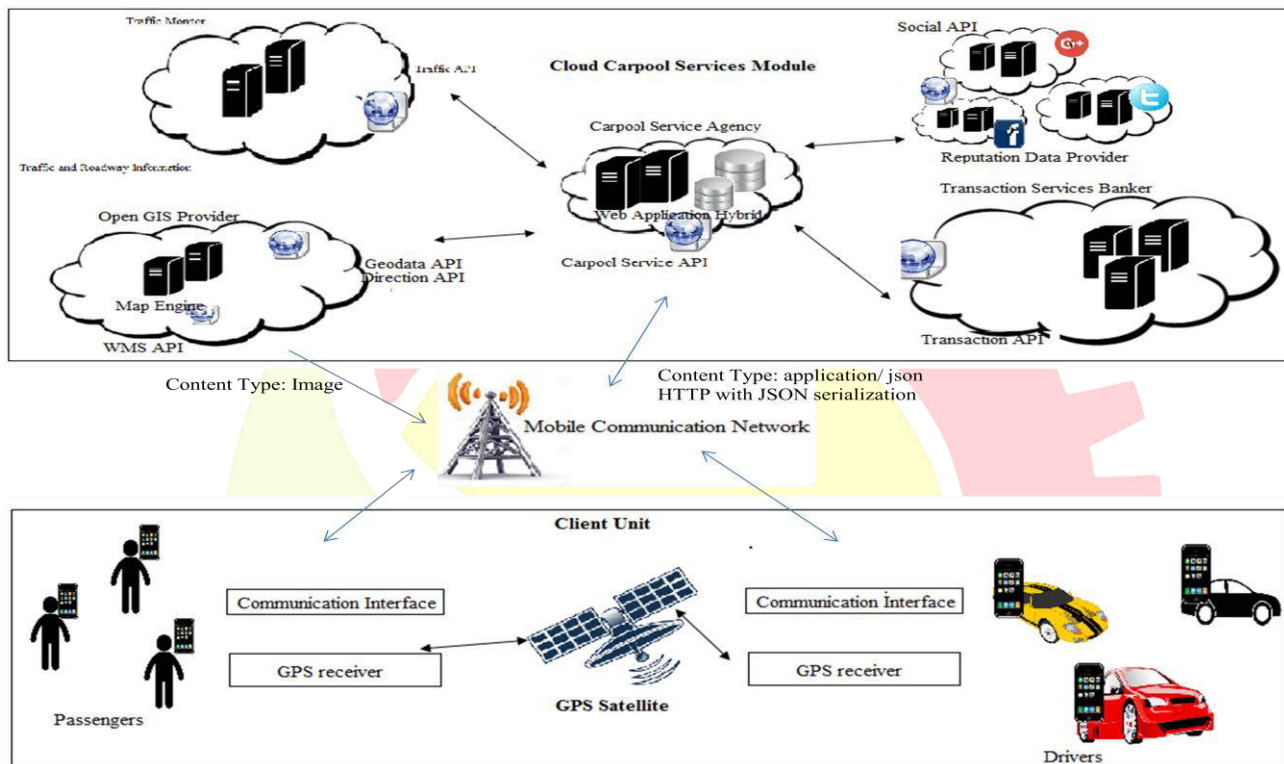 Traffic Monitor
Traffic API
Traffic and Roadway Information
Cloud Carpool Services Module
Carpool Service Agency
Web Application Hybrid
Carpool Service API
Social API
Reputation Data Provider
Transaction Services Banker
Transaction API
Open GIS Provider
Geodata API
Direction API
Map Engine
WMS API
Content Type: Image
Content Type: application/ json
HTTP with JSON serialization
Mobile Communication Network
Client Unit
Communication Interface
GPS receiver
Passengers
GPS Satellite
Communication Interface
GPS receiver
Drivers